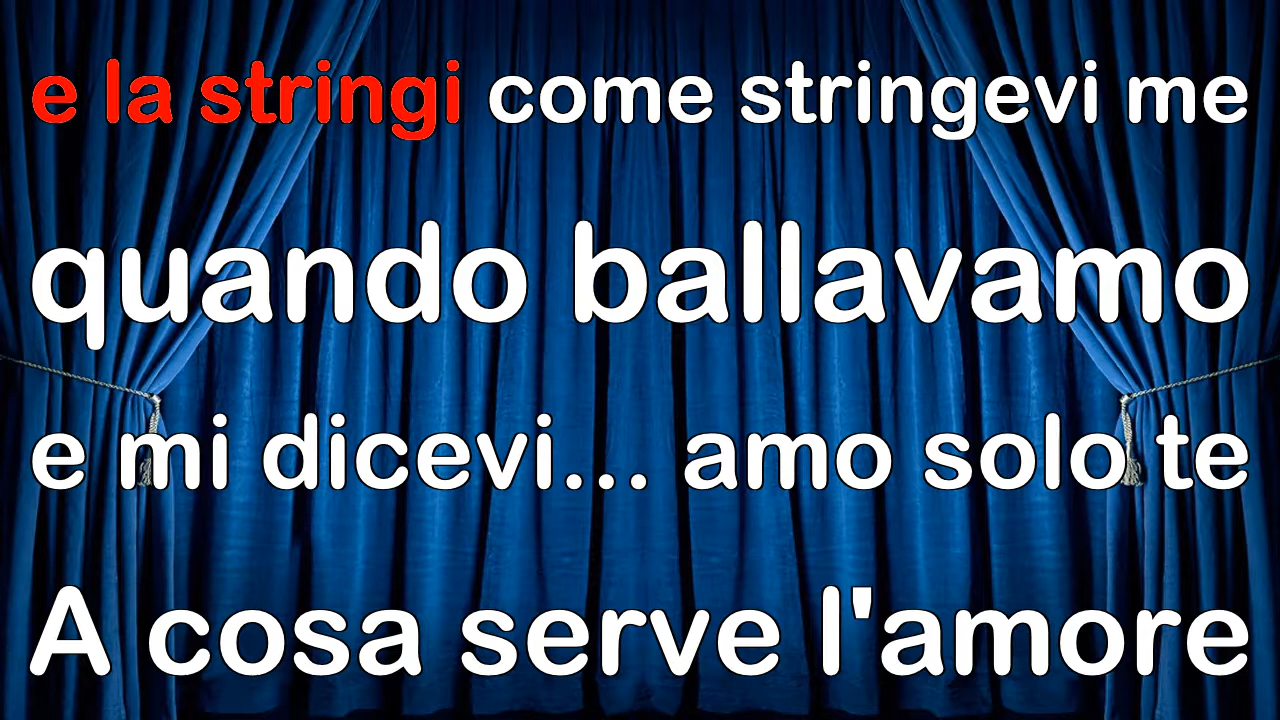 e la stringi come stringevi me
quando ballavamo
e mi dicevi... amo solo te
A cosa serve l'amore